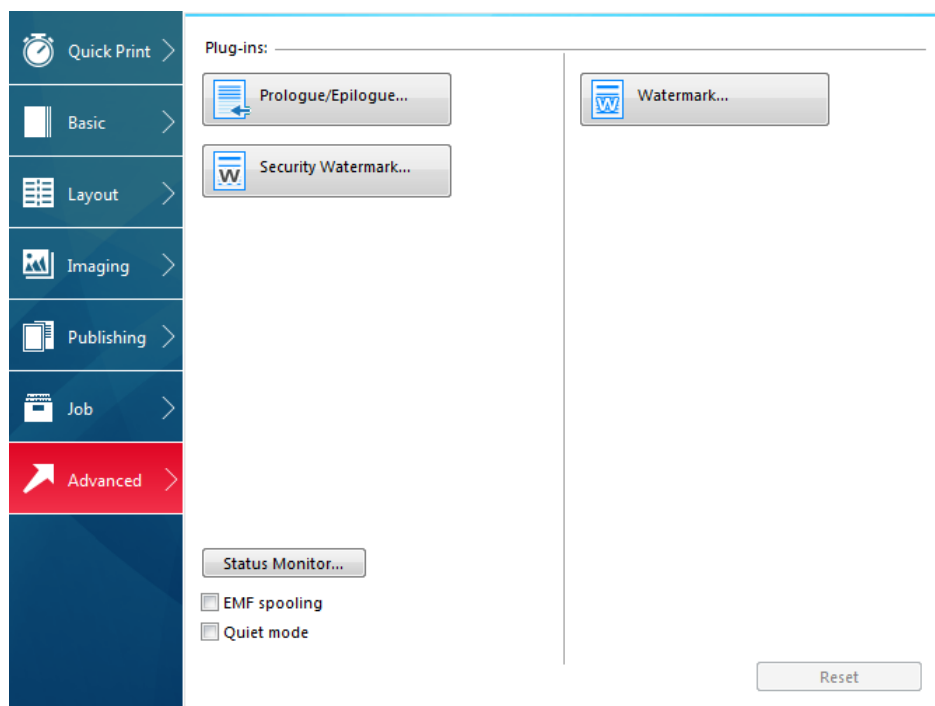 Quick Print
Basic
Layout
Imaging
Publishing
Job
Advanced
Plug-ins:
Prologue/Epilogue...
Watermark...
Security Watermark...
Status Monitor...
EMF spooling
Quiet mode
Reset